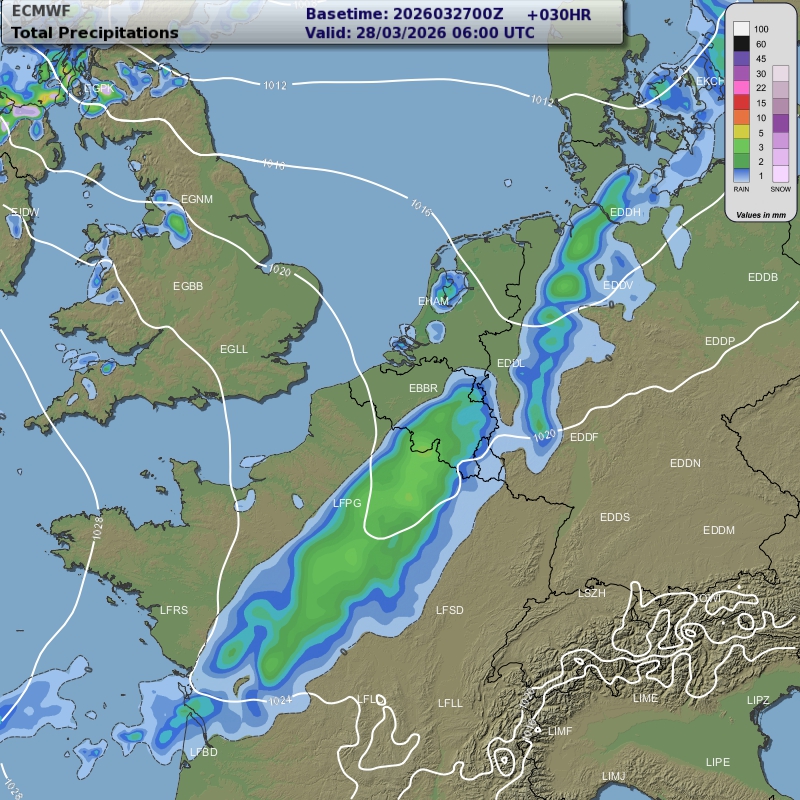 ECMWF
Basetime: 2026032700Z +030HR
Total Precipitations
Valid: 28/03/2026 06:00 UTC
100
60
45
30
22
15
10
5
3
2
1
RAIN
SNOW
Values in mm
EGPK
EKCH
1012
1012
1016
1016
EIDW
EGNM
EDDH
1020
EGBB
EHAM
EDDV
EDDB
EGLL
EDDL
EDDP
EBBR
1020
EDDF
EDDN
LFPG
1028
EDDS
EDDM
LFRS
LFSD
LSZH
LOWI
1024
LFLL
LIME
LIPZ
LFBD
LIMF
LIPE
LIMJ
1028